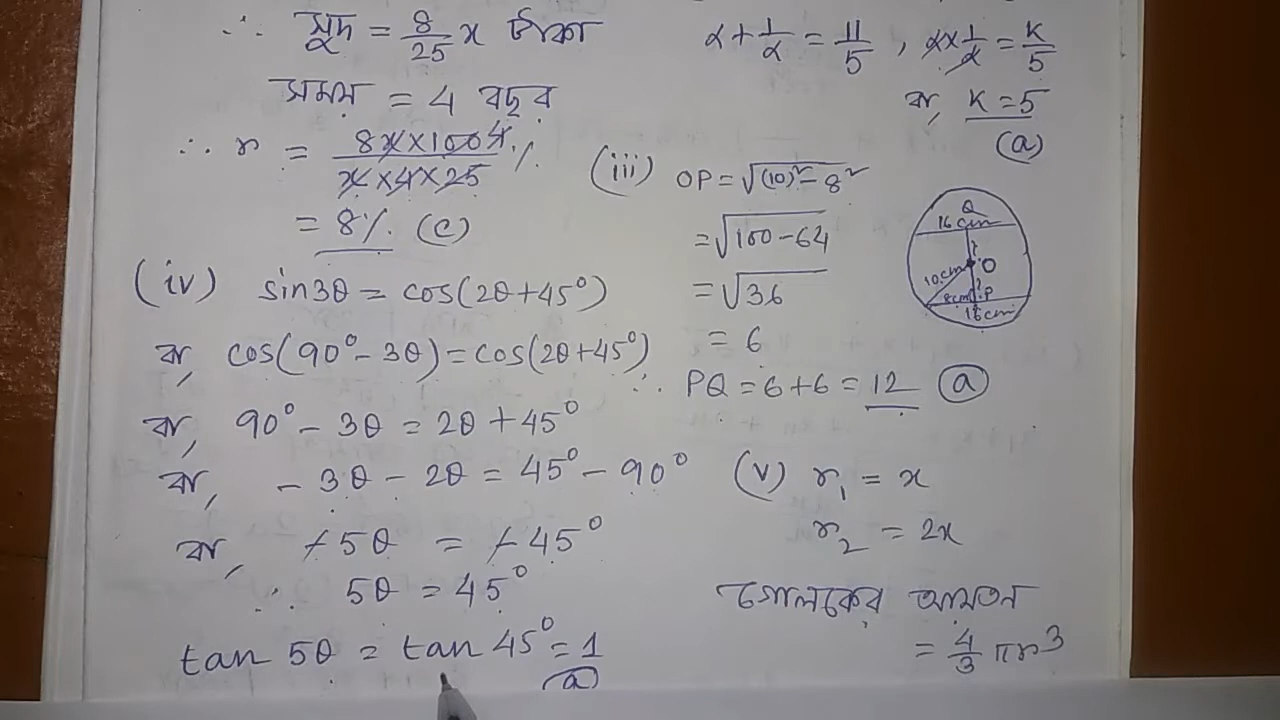 ∴ সুদ = 8/25 x টাকা
সময় = 4 বছর
∴ r = 8x×100×4/x×4×25 %
= 8% (c)
α + 1/α = 11/5 , α×1/α = K/5
বা, K = 5
(a)
(iii) OP = √(10)² - 8²
= √100 - 64
= √36
= 6
∴ PQ = 6+6 = 12 (a)
Q
16cm
O
10cm
8cm P
16cm
(iv) sin3θ = cos(2θ+45°)
বা, cos(90° - 3θ) = cos(2θ+45°)
বা, 90° - 3θ = 2θ + 45°
বা, - 3θ - 2θ = 45° - 90°
বা, - 5θ = - 45°
∴ 5θ = 45°
tan 5θ = tan 45° = 1
(a)
(v) r₁ = x
r₂ = 2x
গোলকের আয়তন
= 4/3 πr³